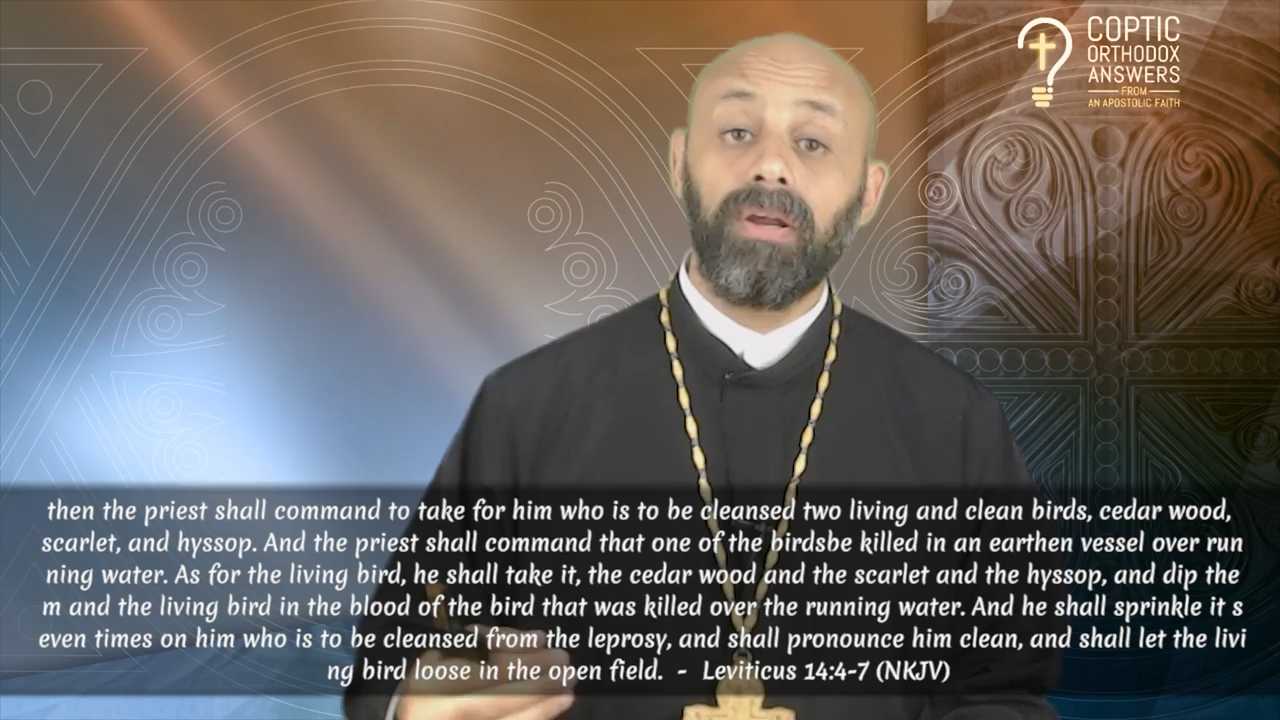 COPTIC
ORTHODOX
ANSWERS
FROM
AN APOSTOLIC FAITH
then the priest shall command to take for him who is to be cleansed two living and clean birds, cedar wood,
scarlet, and hyssop. And the priest shall command that one of the birdsbe killed in an earthen vessel over run
ning water. As for the living bird, he shall take it, the cedar wood and the scarlet and the hyssop, and dip the
m and the living bird in the blood of the bird that was killed over the running water. And he shall sprinkle it s
even times on him who is to be cleansed from the leprosy, and shall pronounce him clean, and shall let the livi
ng bird loose in the open field. - Leviticus 14:4-7 (NKJV)